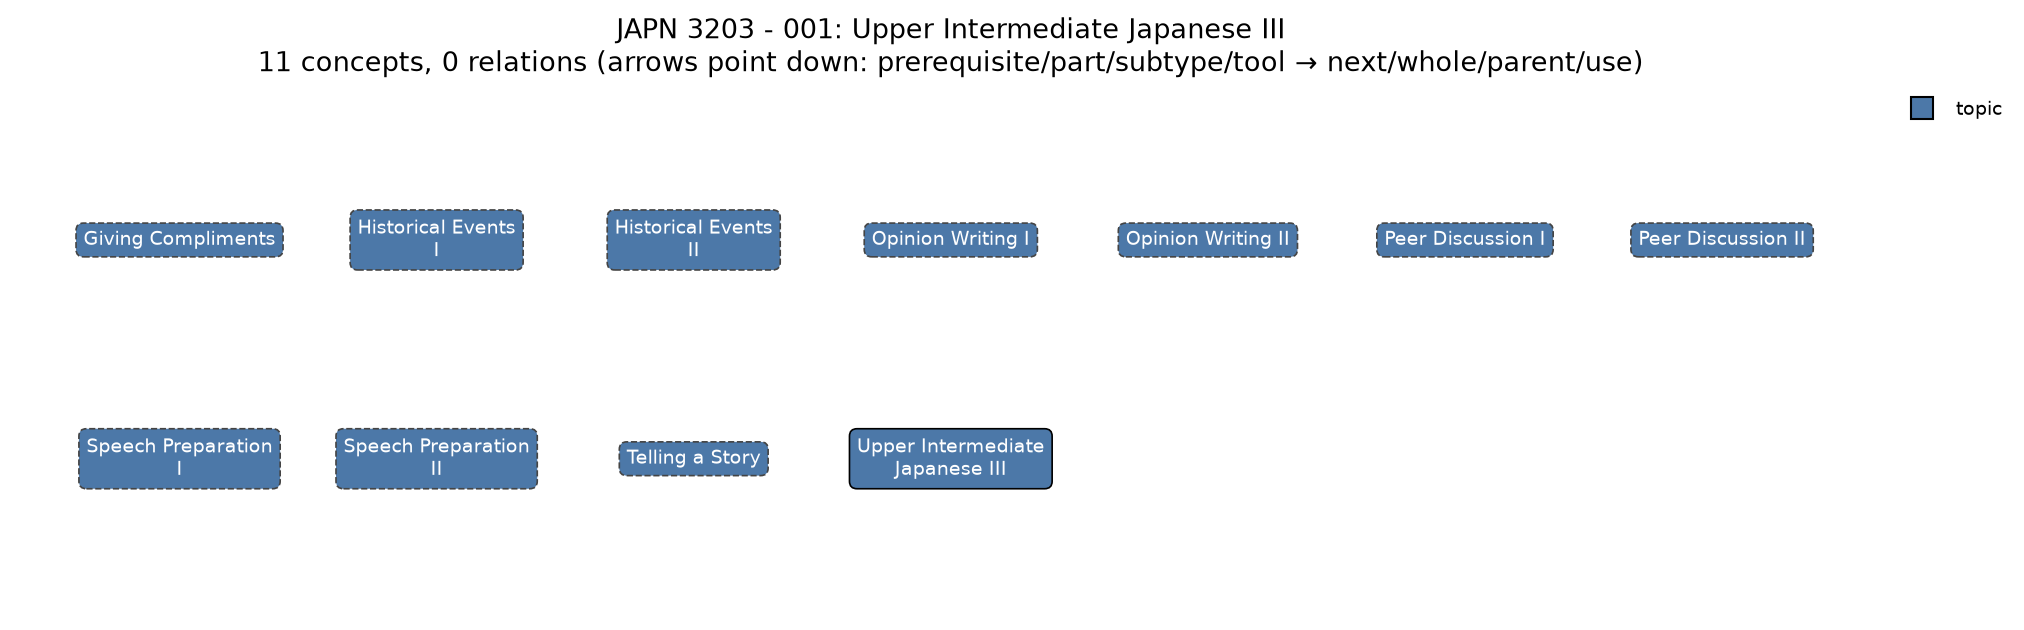 JAPN 3203 - 001: Upper Intermediate Japanese III
11 concepts, 0 relations (arrows point down: prerequisite/part/subtype/tool → next/whole/parent/use)
topic
Giving Compliments
Historical Events
I
Historical Events
II
Opinion Writing I
Opinion Writing II
Peer Discussion I
Peer Discussion II
Speech Preparation
I
Speech Preparation
II
Telling a Story
Upper Intermediate
Japanese III